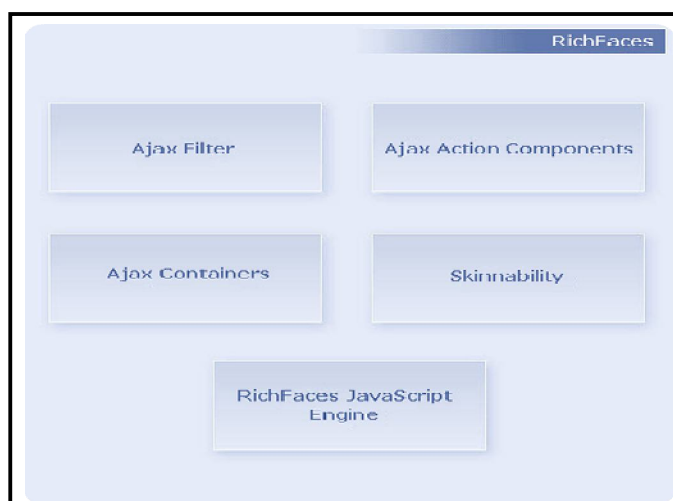 RichFaces
Ajax Filter
Ajax Action Components
Ajax Containers
Skinnability
RichFaces JavaScript
Engine